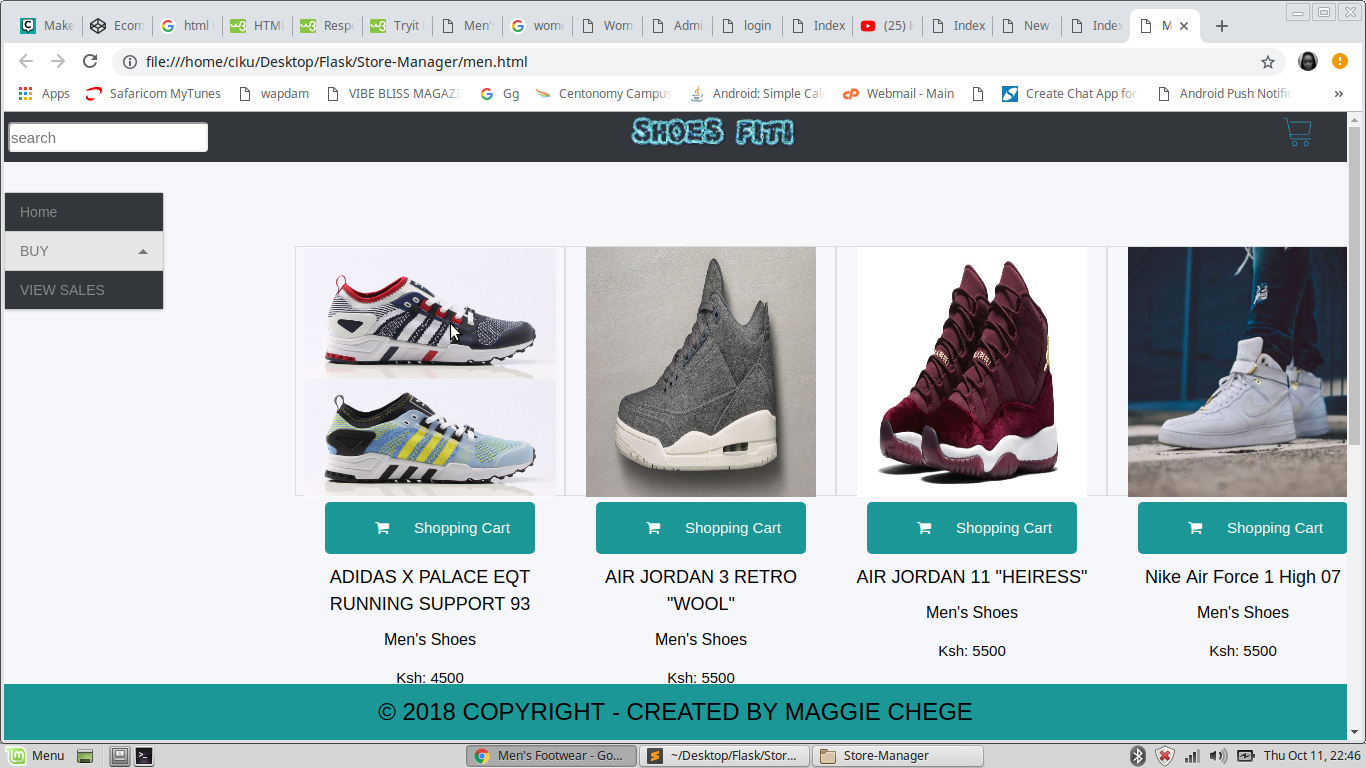 Make
Ecom
html
HTM
Resp
Tryit
Men'
wome
Wom
Admi
login
Index
(25)
Index
New
Index
M
file:///home/ciku/Desktop/Flask/Store-Manager/men.html
Apps
Safaricom MyTunes
wapdam
VIBE BLISS MAGAZI
Gg
Centonomy Campus
Android: Simple Calc
Webmail - Main
Create Chat App for
Android Push Notific
»
search
SHOES FITI
Home
BUY
VIEW SALES
Shopping Cart
Shopping Cart
Shopping Cart
Shopping Cart
ADIDAS X PALACE EQT
RUNNING SUPPORT 93
Men's Shoes
Ksh: 4500
AIR JORDAN 3 RETRO
"WOOL"
Men's Shoes
Ksh: 5500
AIR JORDAN 11 "HEIRESS"
Men's Shoes
Ksh: 5500
Nike Air Force 1 High 07
Men's Shoes
Ksh: 5500
© 2018 COPYRIGHT - CREATED BY MAGGIE CHEGE
Menu
Men's Footwear - Go...
~/Desktop/Flask/Stor...
Store-Manager
Thu Oct 11, 22:46